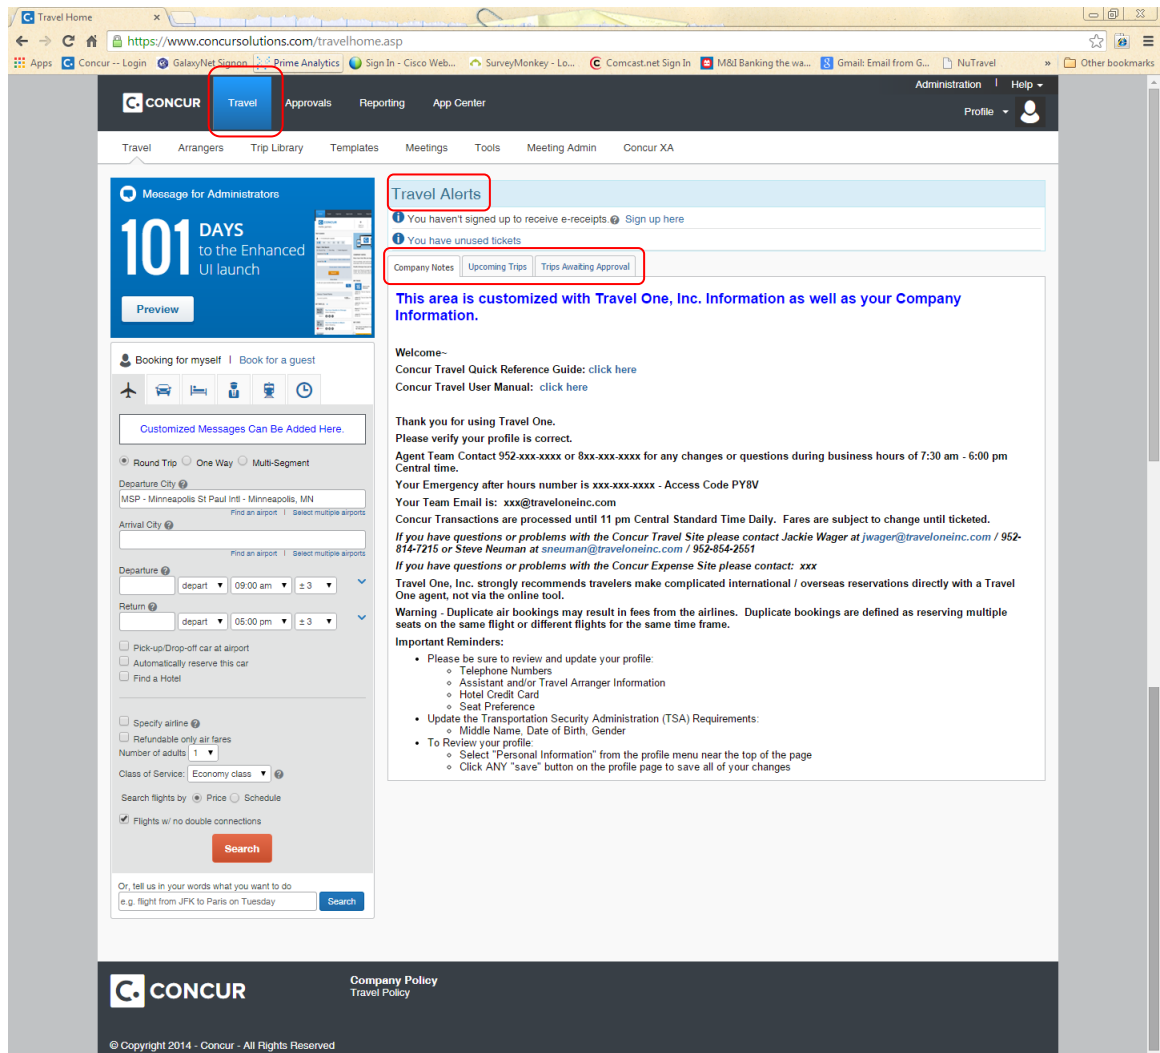 Travel Home
https://www.concursolutions.com/travelhome.asp
Apps Concur -- Login GalaxyNet Signon Prime Analytics Sign In - Cisco Web... SurveyMonkey - Lo... Comcast.net Sign In M&I Banking the wa... Gmail: Email from G... NuTravel » Other bookmarks
Administration | Help
C. CONCUR Travel Approvals Reporting App Center
Profile
Travel Arrangers Trip Library Templates Meetings Tools Meeting Admin Concur XA
Message for Administrators
101 DAYS
to the Enhanced
UI launch
Preview
Travel Alerts
You haven't signed up to receive e-receipts. Sign up here
You have unused tickets
Company Notes Upcoming Trips Trips Awaiting Approval
This area is customized with Travel One, Inc. Information as well as your Company
Information.
Welcome~
Concur Travel Quick Reference Guide: click here
Concur Travel User Manual: click here
Thank you for using Travel One.
Please verify your profile is correct.
Agent Team Contact 952-xxx-xxxx or 8xx-xxx-xxxx for any changes or questions during business hours of 7:30 am - 6:00 pm
Central time.
Your Emergency after hours number is xxx-xxx-xxxx - Access Code PY8V
Your Team Email is: xxx@traveloneinc.com
Concur Transactions are processed until 11 pm Central Standard Time Daily. Fares are subject to change until ticketed.
If you have questions or problems with the Concur Travel Site please contact Jackie Wager at jwager@traveloneinc.com / 952-
814-7215 or Steve Neuman at sneuman@traveloneinc.com / 952-854-2551
If you have questions or problems with the Concur Expense Site please contact: xxx
Travel One, Inc. strongly recommends travelers make complicated international / overseas reservations directly with a Travel
One agent, not via the online tool.
Warning - Duplicate air bookings may result in fees from the airlines. Duplicate bookings are defined as reserving multiple
seats on the same flight or different flights for the same time frame.
Important Reminders:
Please be sure to review and update your profile:
Telephone Numbers
Assistant and/or Travel Arranger Information
Hotel Credit Card
Seat Preference
Update the Transportation Security Administration (TSA) Requirements:
Middle Name, Date of Birth, Gender
To Review your profile:
Select "Personal Information" from the profile menu near the top of the page
Click ANY "save" button on the profile page to save all of your changes
Booking for myself | Book for a guest
Customized Messages Can Be Added Here.
Round Trip One Way Multi-Segment
Departure City
MSP - Minneapolis St Paul Intl - Minneapolis, MN
Find an airport | Select multiple airports
Arrival City
Find an airport | Select multiple airports
Departure
depart 09:00 am ± 3
Return
depart 05:00 pm ± 3
Pick-up/Drop-off car at airport
Automatically reserve this car
Find a Hotel
Specify airline
Refundable only air fares
Number of adults 1
Class of Service: Economy class
Search flights by Price Schedule
Flights w/ no double connections
Search
Or, tell us in your words what you want to do
e.g. flight from JFK to Paris on Tuesday Search
C. CONCUR
Company Policy
Travel Policy
© Copyright 2014 - Concur - All Rights Reserved